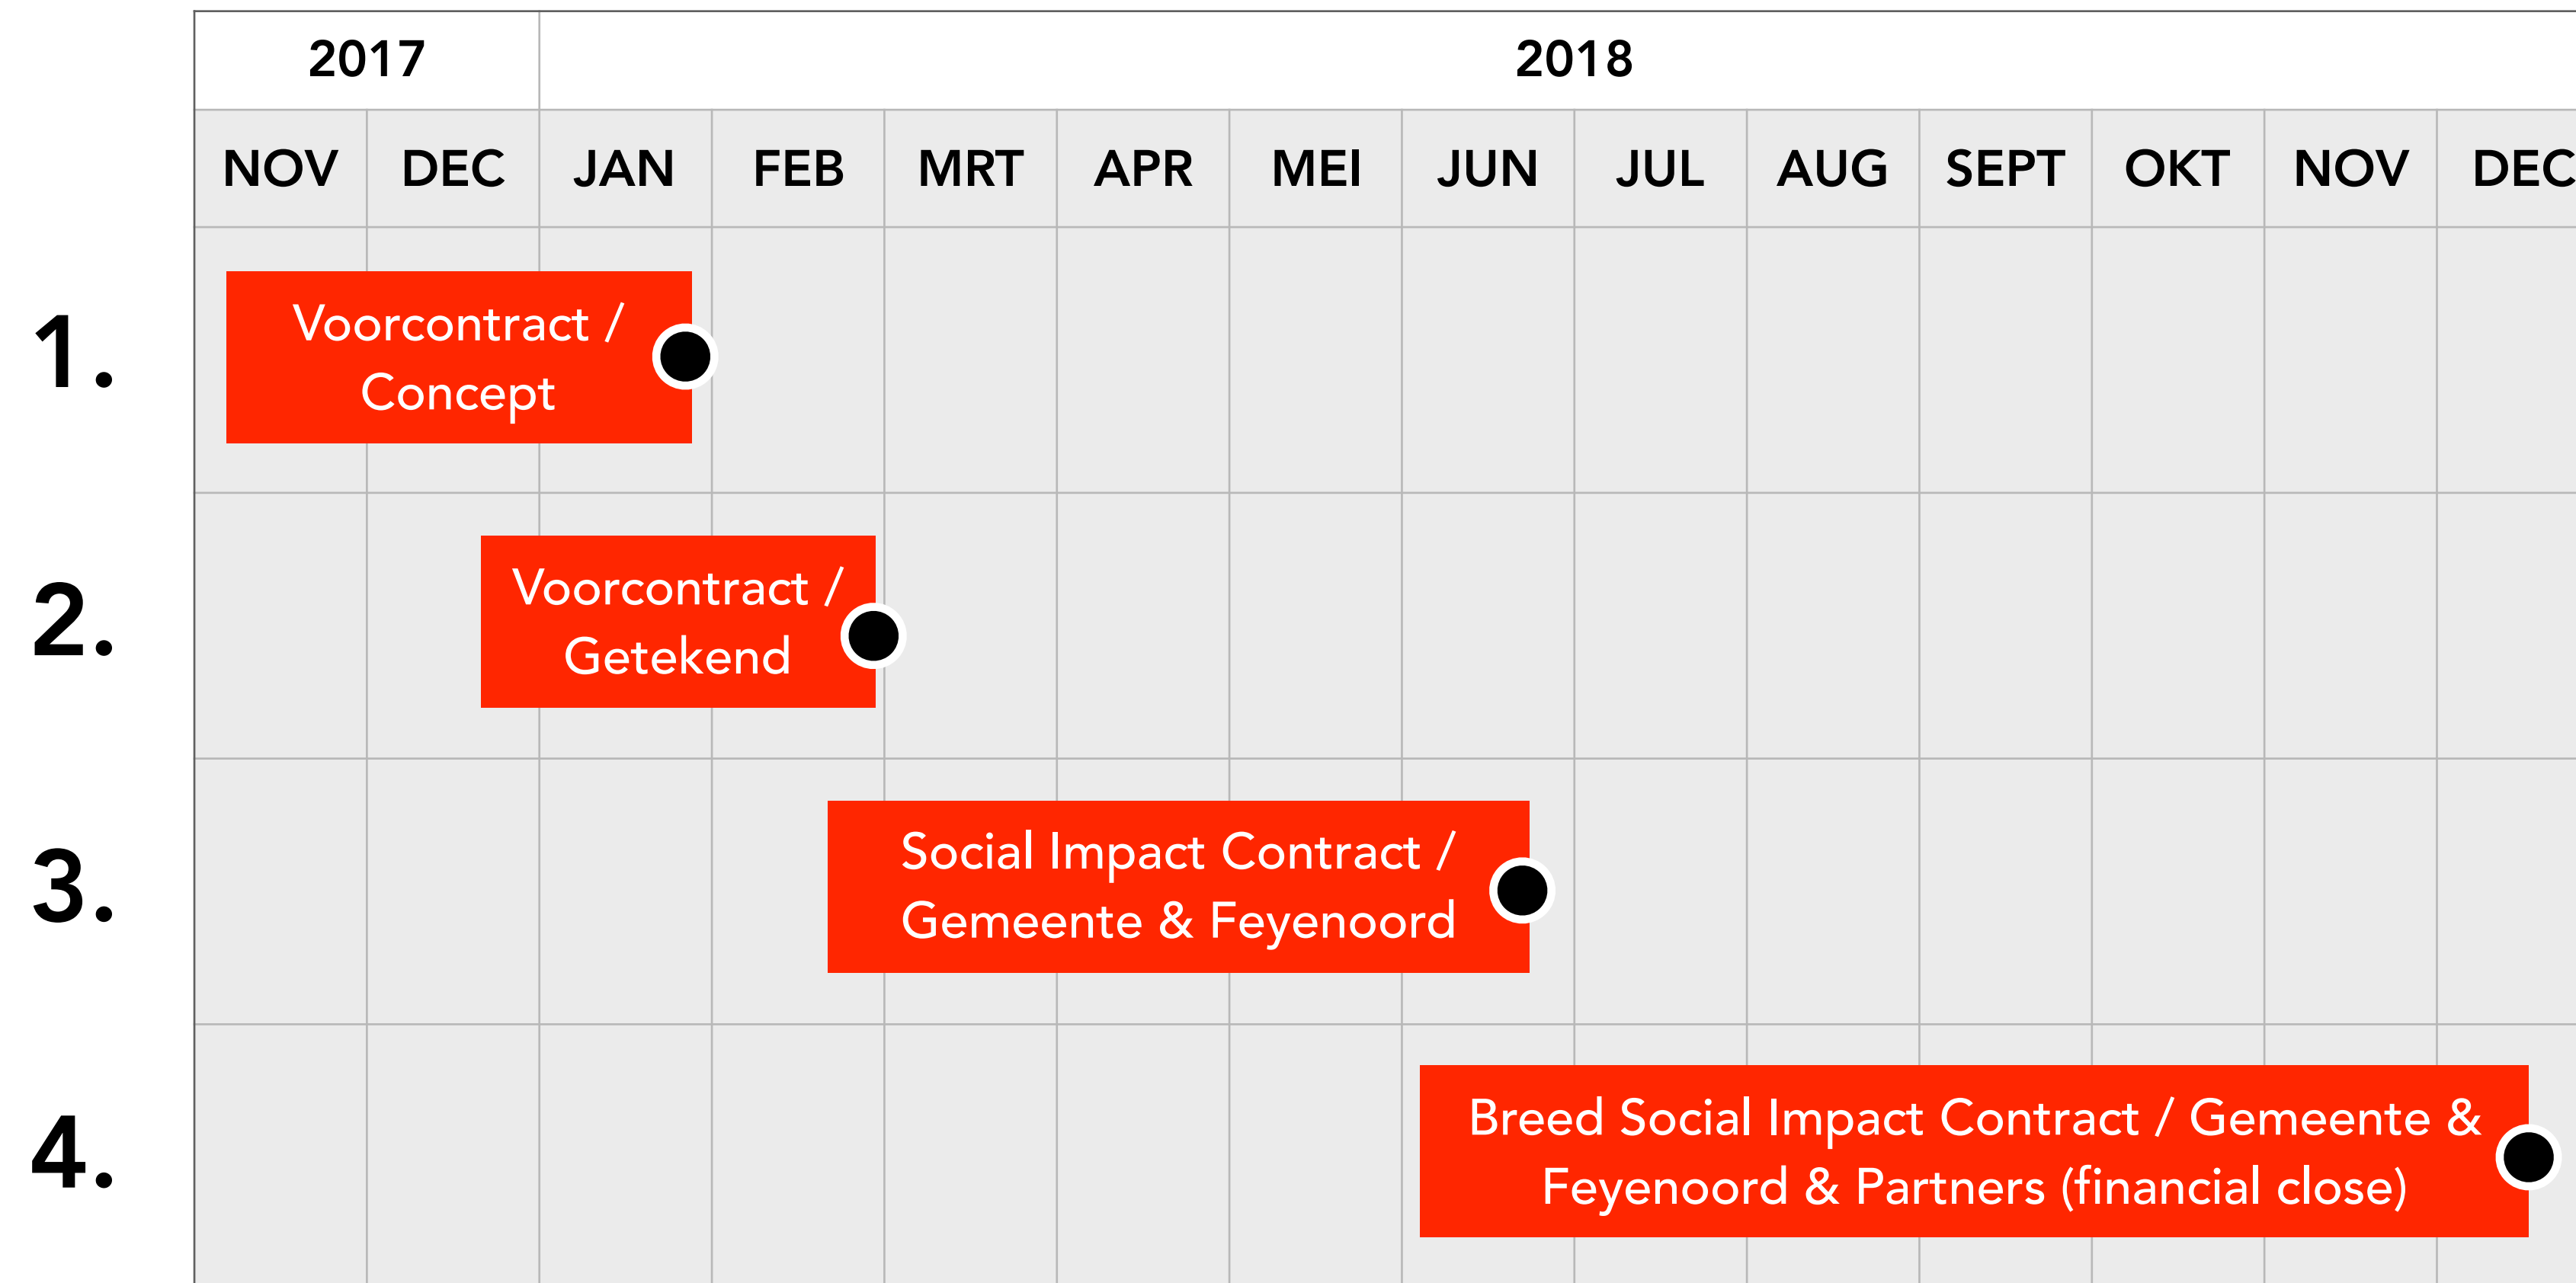 2017 2018
NOV DEC JAN FEB MRT APR MEI JUN JUL AUG SEPT OKT NOV DEC
1.
Voorcontract /
Concept
2.
Voorcontract /
Getekend
3.
Social Impact Contract /
Gemeente & Feyenoord
4.
Breed Social Impact Contract / Gemeente &
Feyenoord & Partners (financial close)